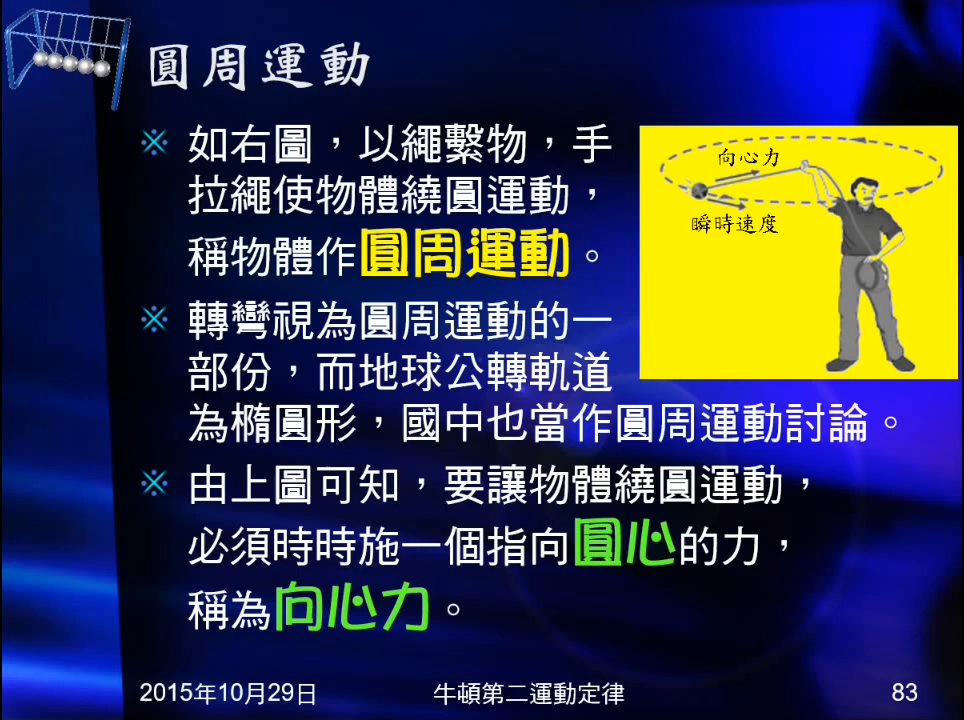 圓周運動
※ 如右圖，以繩繫物，手
拉繩使物體繞圓運動，
稱物體作圓周運動。
向心力
瞬時速度
※ 轉彎視為圓周運動的一
部份，而地球公轉軌道
為橢圓形，國中也當作圓周運動討論。
※ 由上圖可知，要讓物體繞圓運動，
必須時時施一個指向圓心的力，
稱為向心力。
2015年10月29日
牛頓第二運動定律
83